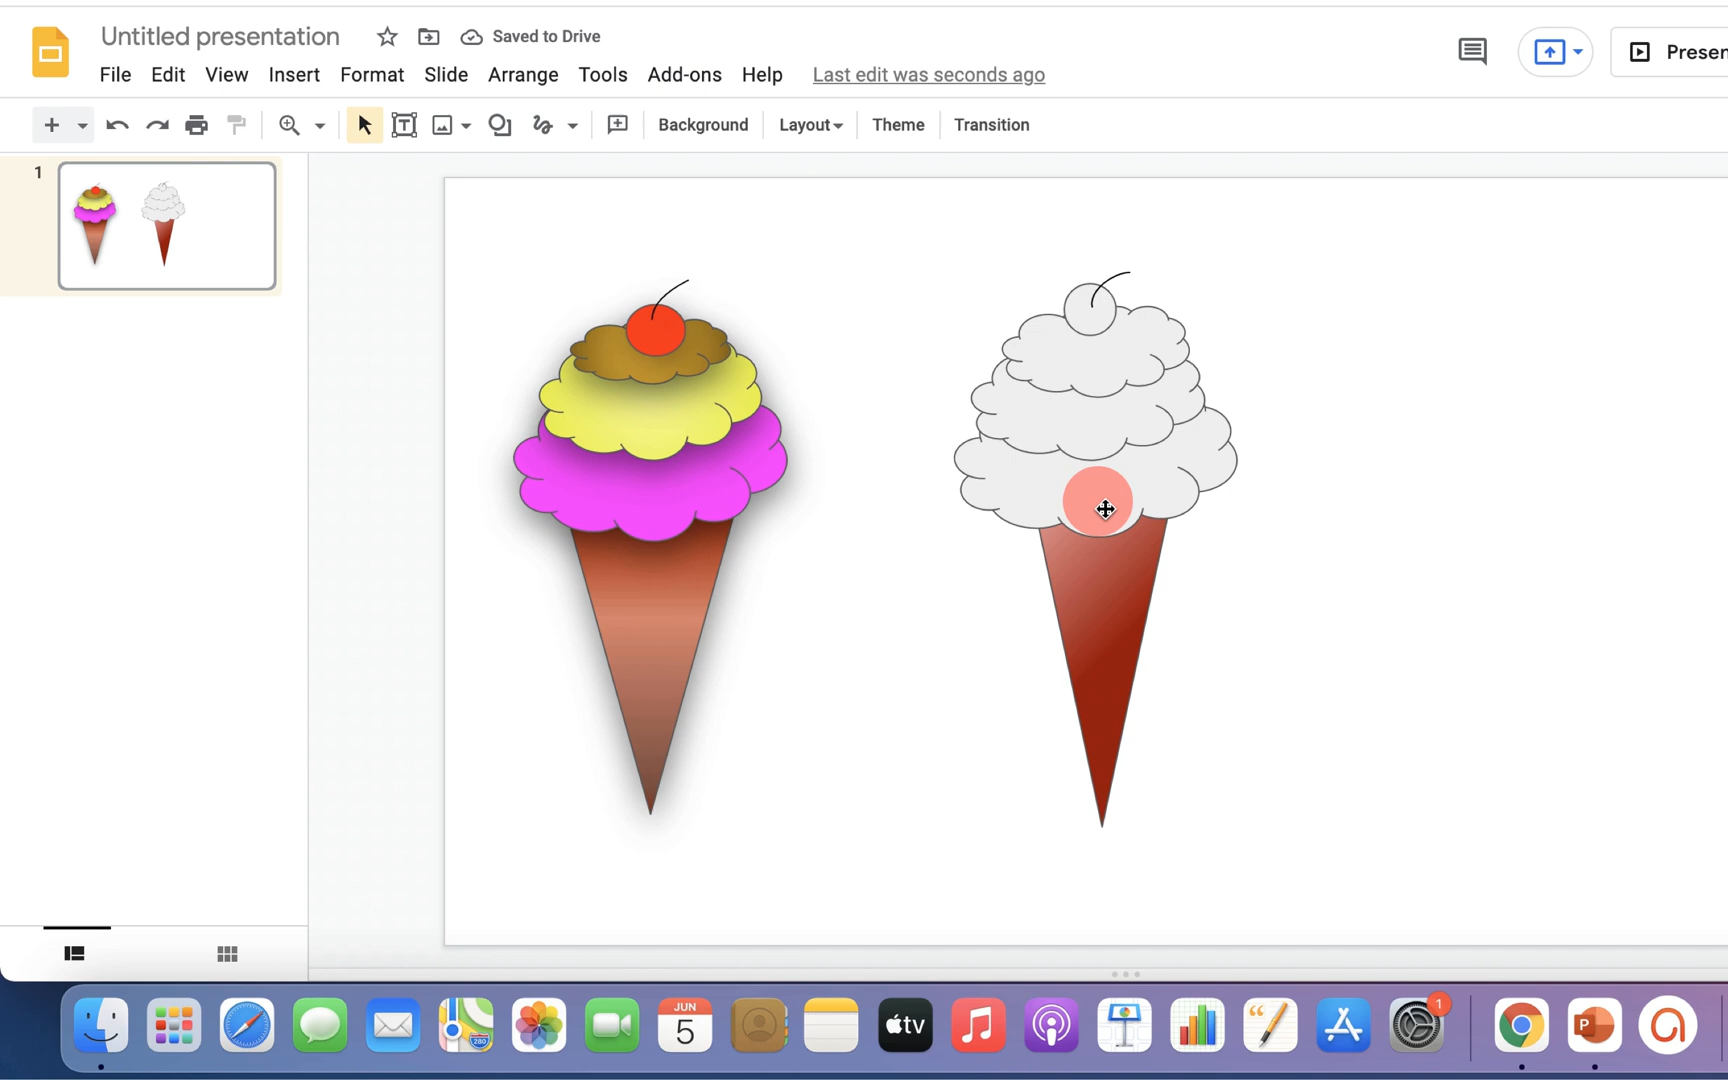 Untitled presentation Saved to Drive
File Edit View Insert Format Slide Arrange Tools Add-ons Help Last edit was seconds ago
Presen
Background Layout Theme Transition
1
JUN
5
tv
280
1
P